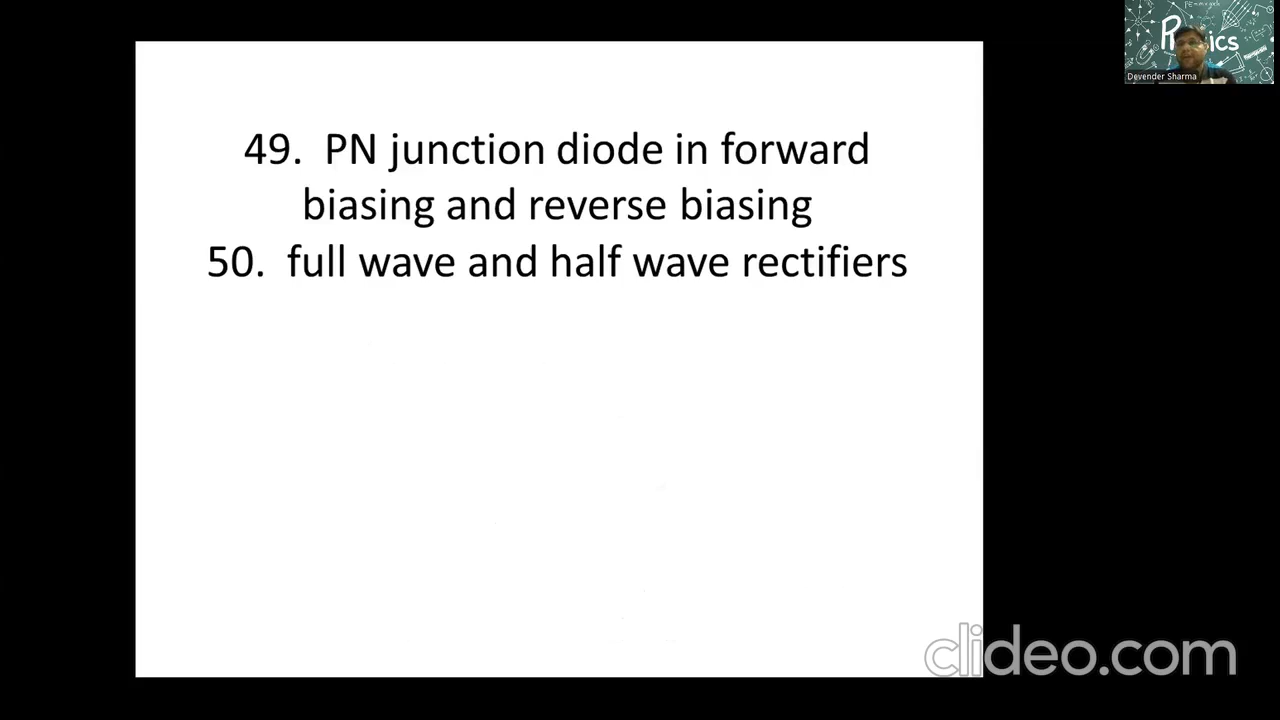 49.  PN junction diode in forward
biasing and reverse biasing
50.  full wave and half wave rectifiers
Devender Sharma
clideo.com